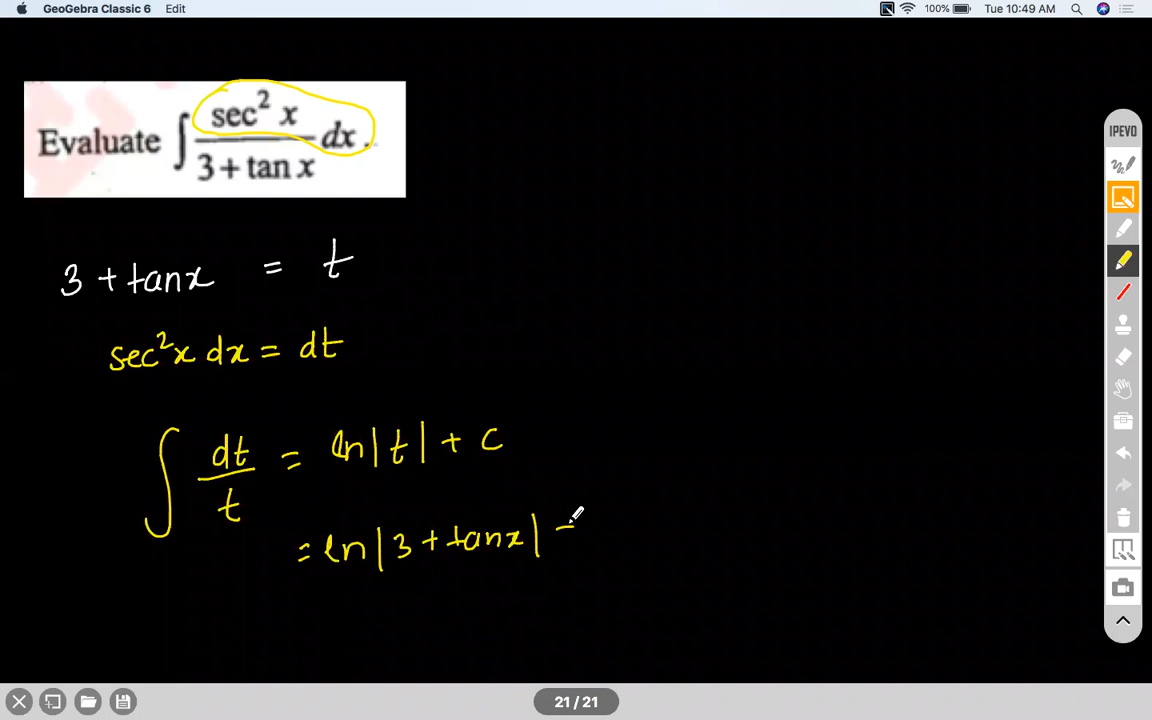 GeoGebra Classic 6 Edit 100% Tue 10:49 AM
Evaluate ∫ sec² x / (3 + tan x) dx.
IPEVO
3 + tanx = t
sec²x dx = dt
∫ dt/t = ln|t| + c
= ln|3 + tanx| –
21 / 21